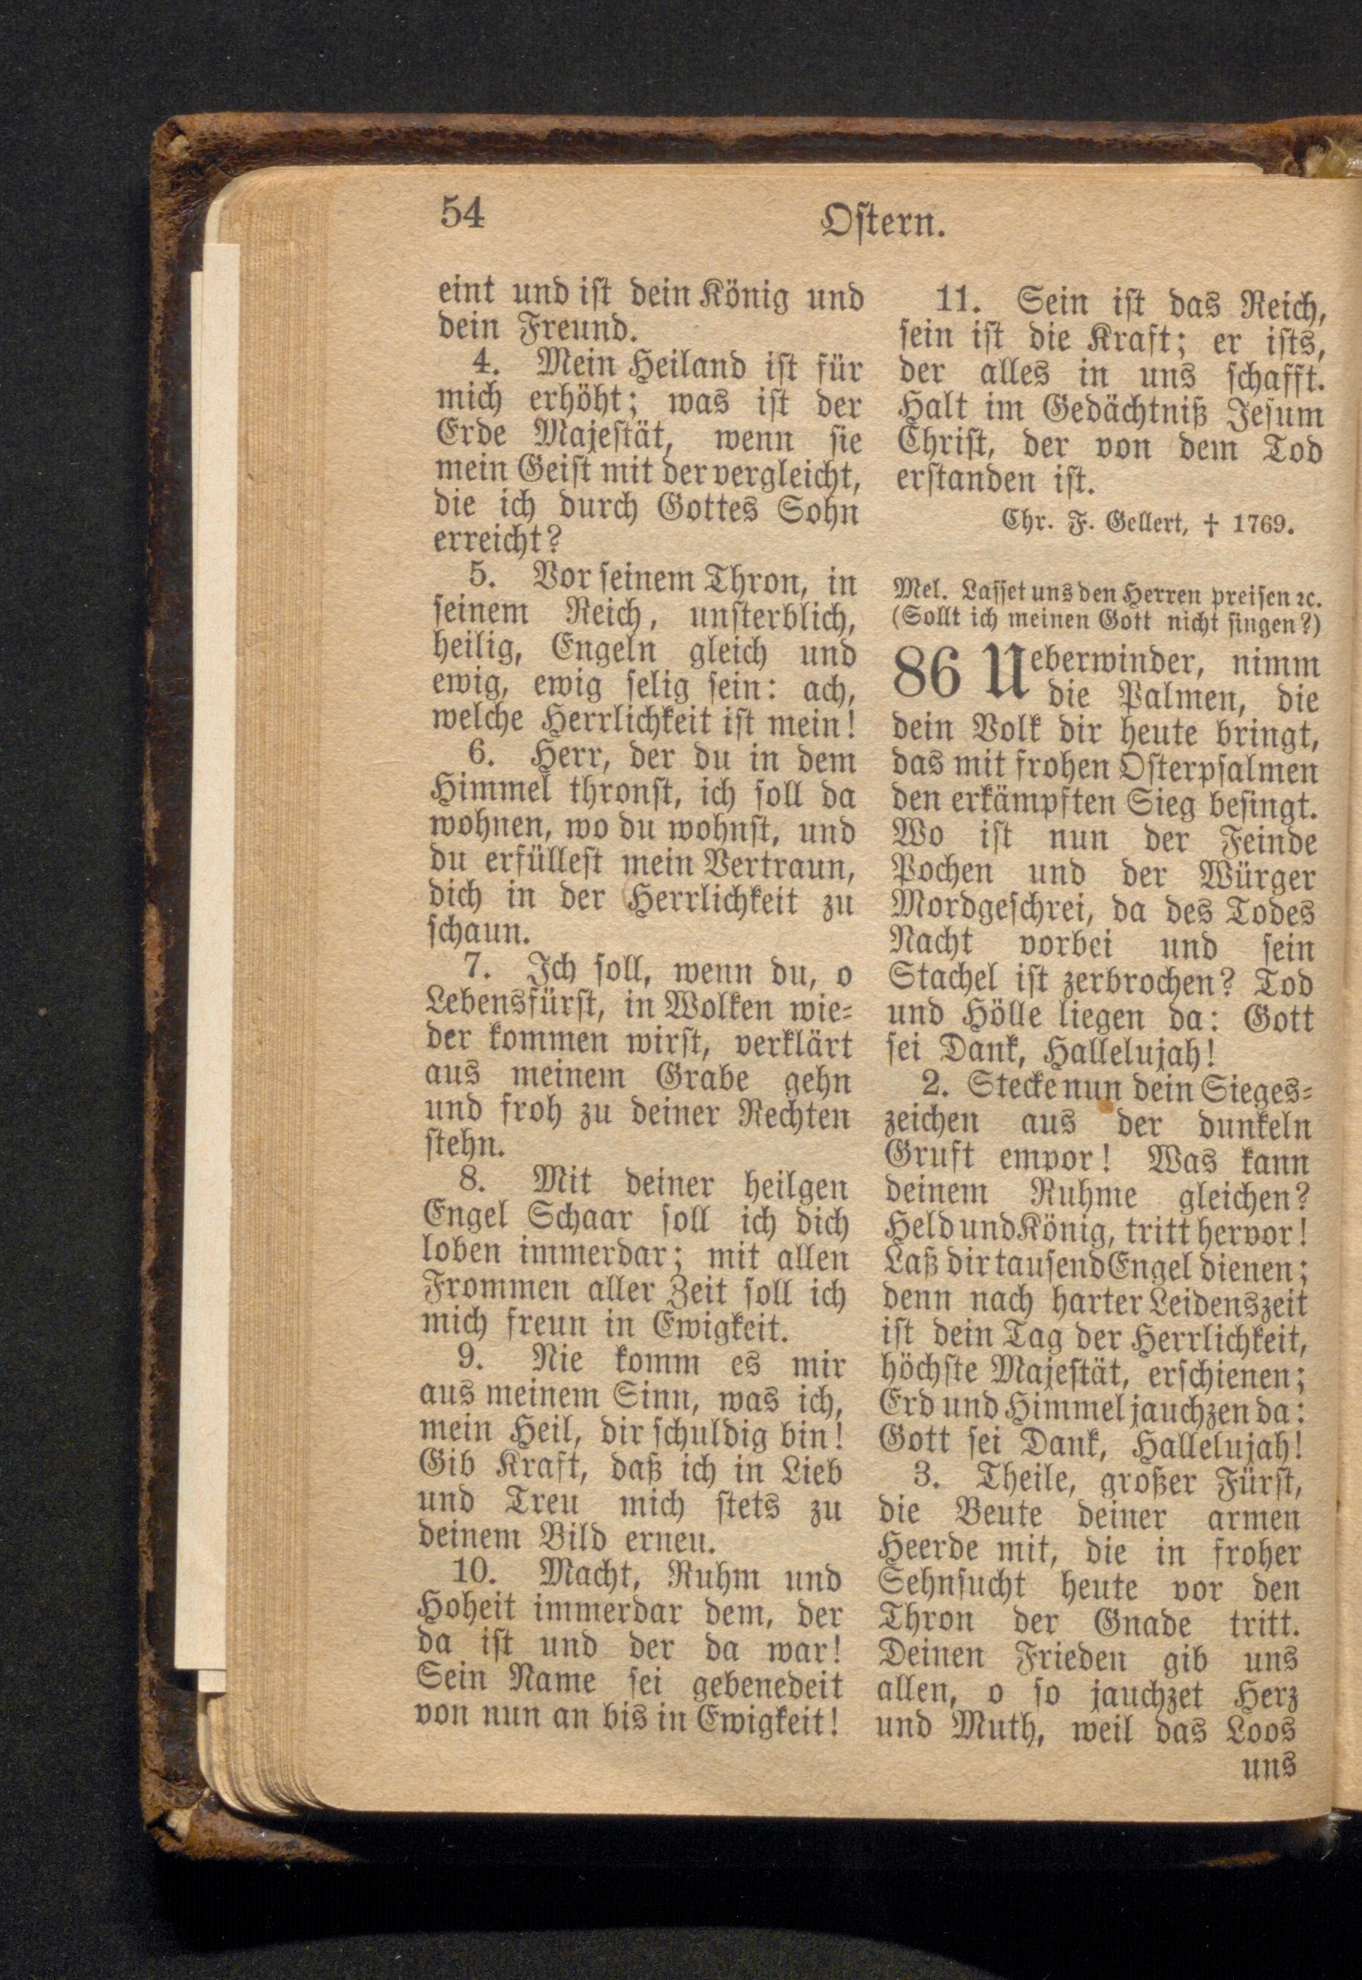 54
Ostern.
eint und ist dein König und
dein Freund.
4. Mein Heiland ist für
mich erhöht; was ist der
Erde Majestät, wenn sie
mein Geist mit der vergleicht,
die ich durch Gottes Sohn
erreicht?
5. Vor seinem Thron, in
seinem Reich, unsterblich,
heilig, Engeln gleich und
ewig, ewig selig sein: ach,
welche Herrlichkeit ist mein!
6. Herr, der du in dem
Himmel thronst, ich soll da
wohnen, wo du wohnst, und
du erfüllest mein Vertraun,
dich in der Herrlichkeit zu
schaun.
7. Ich soll, wenn du, o
Lebensfürst, in Wolken wie-
der kommen wirst, verklärt
aus meinem Grabe gehn
und froh zu deiner Rechten
stehn.
8. Mit deiner heilgen
Engel Schaar soll ich dich
loben immerdar; mit allen
Frommen aller Zeit soll ich
mich freun in Ewigkeit.
9. Nie komm es mir
aus meinem Sinn, was ich,
mein Heil, dir schuldig bin!
Gib Kraft, daß ich in Lieb
und Treu mich stets zu
deinem Bild erneu.
10. Macht, Ruhm und
Hoheit immerdar dem, der
da ist und der da war!
Sein Name sei gebenedeit
von nun an bis in Ewigkeit!
11. Sein ist das Reich,
sein ist die Kraft; er ists,
der alles in uns schafft.
Halt im Gedächtniß Jesum
Christ, der von dem Tod
erstanden ist.
Chr. F. Gellert, † 1769.
Mel. Lasset uns den Herren preisen ꝛc.
(Sollt ich meinen Gott nicht singen?)
86 Ueberwinder, nimm
die Palmen, die
dein Volk dir heute bringt,
das mit frohen Osterpsalmen
den erkämpften Sieg besingt.
Wo ist nun der Feinde
Pochen und der Würger
Mordgeschrei, da des Todes
Nacht vorbei und sein
Stachel ist zerbrochen? Tod
und Hölle liegen da: Gott
sei Dank, Hallelujah!
2. Stecke nun dein Sieges-
zeichen aus der dunkeln
Gruft empor! Was kann
deinem Ruhme gleichen?
Held und König, tritt hervor!
Laß dir tausend Engel dienen;
denn nach harter Leidenszeit
ist dein Tag der Herrlichkeit,
höchste Majestät, erschienen;
Erd und Himmel jauchzen da:
Gott sei Dank, Hallelujah!
3. Theile, großer Fürst,
die Beute deiner armen
Heerde mit, die in froher
Sehnsucht heute vor den
Thron der Gnade tritt.
Deinen Frieden gib uns
allen, o so jauchzet Herz
und Muth, weil das Loos
uns